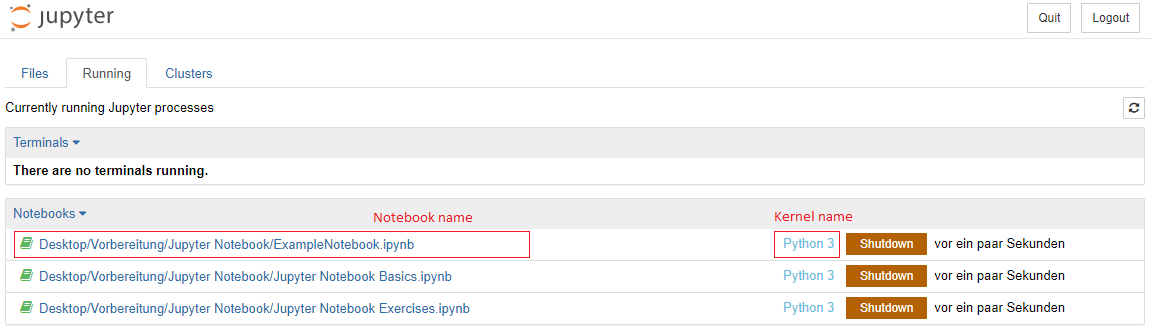 jupyter Quit Logout
Files Running Clusters
Currently running Jupyter processes
Terminals
There are no terminals running.
Notebooks Notebook name Kernel name
Desktop/Vorbereitung/Jupyter Notebook/ExampleNotebook.ipynb Python 3 Shutdown vor ein paar Sekunden
Desktop/Vorbereitung/Jupyter Notebook/Jupyter Notebook Basics.ipynb Python 3 Shutdown vor ein paar Sekunden
Desktop/Vorbereitung/Jupyter Notebook/Jupyter Notebook Exercises.ipynb Python 3 Shutdown vor ein paar Sekunden